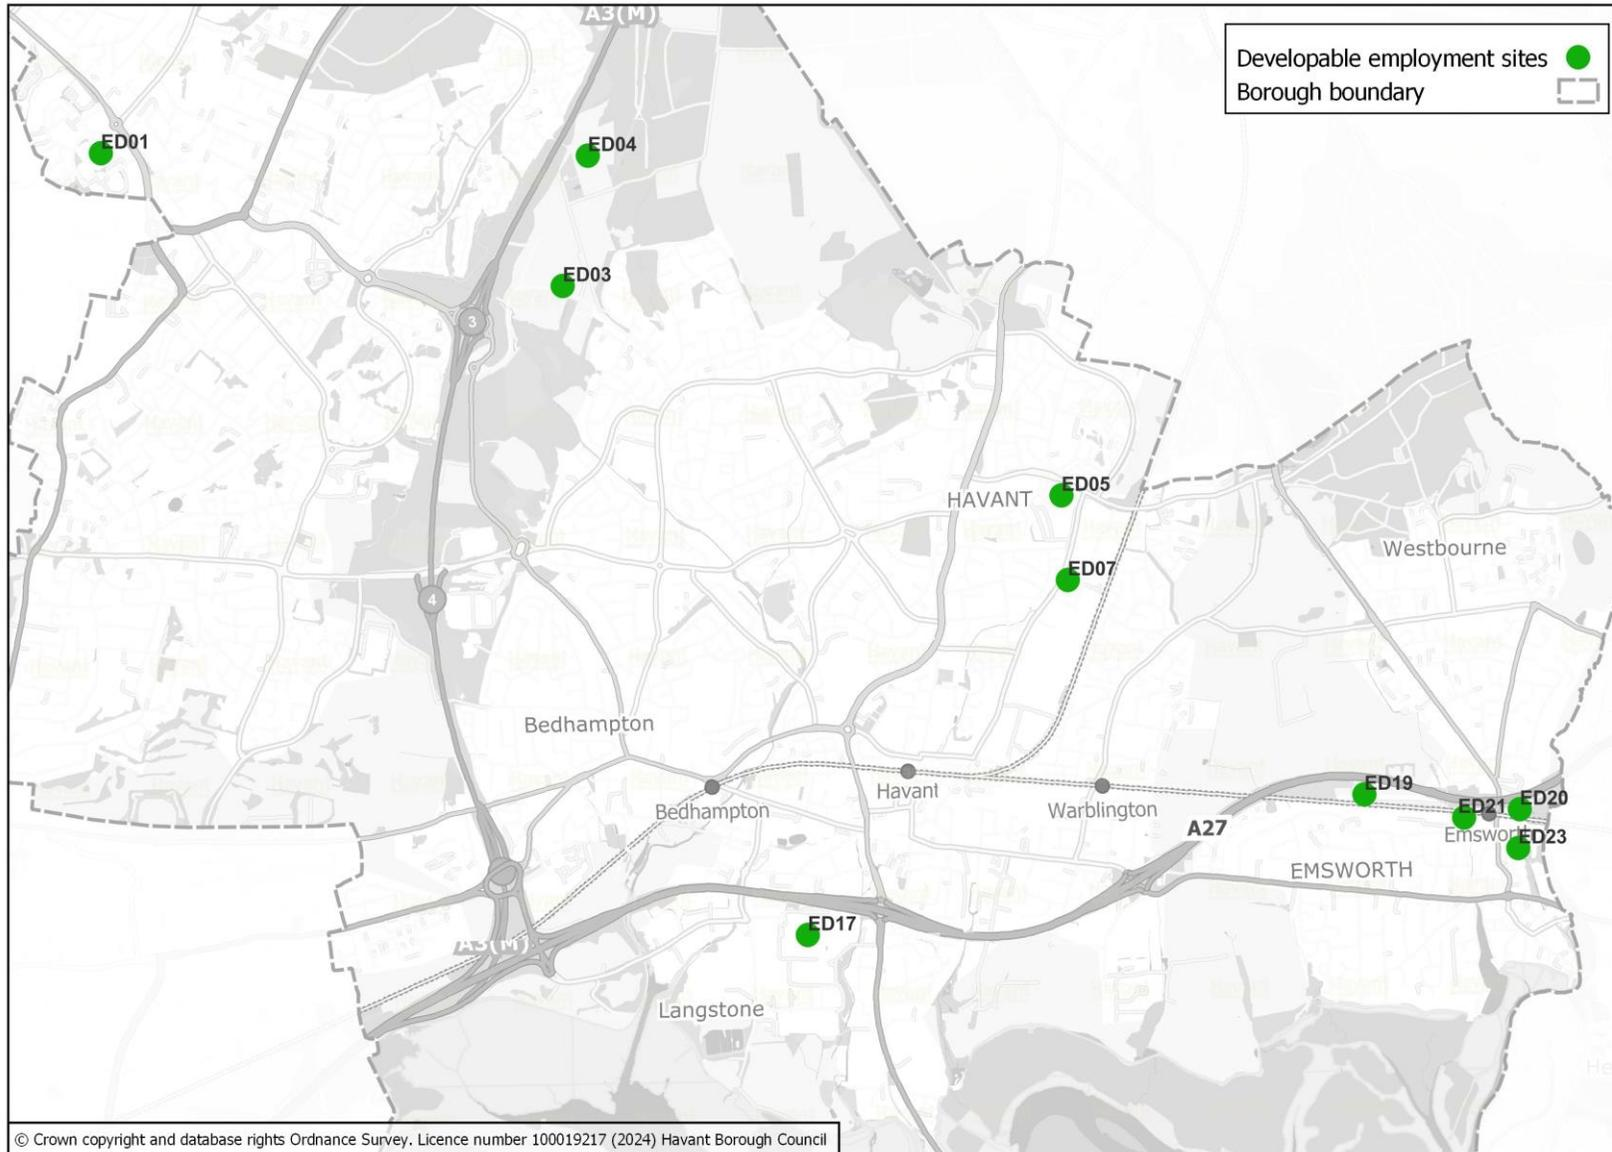 A3(M)
Developable employment sites
Borough boundary
ED01
ED04
ED03
3
HAVANT
ED05
Westbourne
ED07
4
Bedhampton
Bedhampton
Havant
Warblington
A27
ED19
ED21
ED20
Emsworth
ED23
EMSWORTH
ED17
A3(M)
Langstone
© Crown copyright and database rights Ordnance Survey. Licence number 100019217 (2024) Havant Borough Council